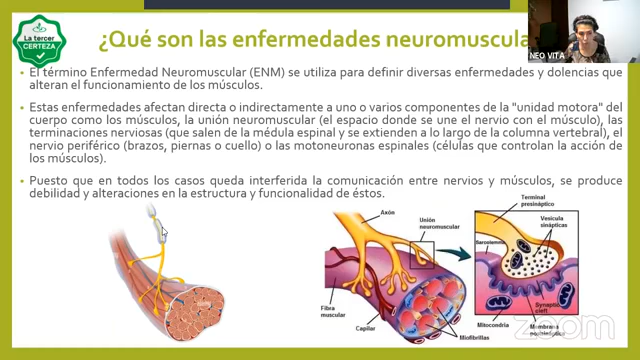 La tercer
CERTEZA
¿Qué son las enfermedades neuromuscula
NEO VITA
El término Enfermedad Neuromuscular (ENM) se utiliza para definir diversas enfermedades y dolencias que
alteran el funcionamiento de los músculos.
Estas enfermedades afectan directa o indirectamente a uno o varios componentes de la "unidad motora" del
cuerpo como los músculos, la unión neuromuscular (el espacio donde se une el nervio con el músculo), las
terminaciones nerviosas (que salen de la médula espinal y se extienden a lo largo de la columna vertebral), el
nervio periférico (brazos, piernas o cuello) o las motoneuronas espinales (células que controlan la acción de
los músculos).
Puesto que en todos los casos queda interferida la comunicación entre nervios y músculos, se produce
debilidad y alteraciones en la estructura y funcionalidad de éstos.
Axón
Unión
neuromuscular
Fibra
muscular
Capilar
Miofibrillas
Terminal
presináptico
Vesícula
sinápticas
Sarcolemma
Synaptic
cleft
Mitocondria
Membrana
zoom